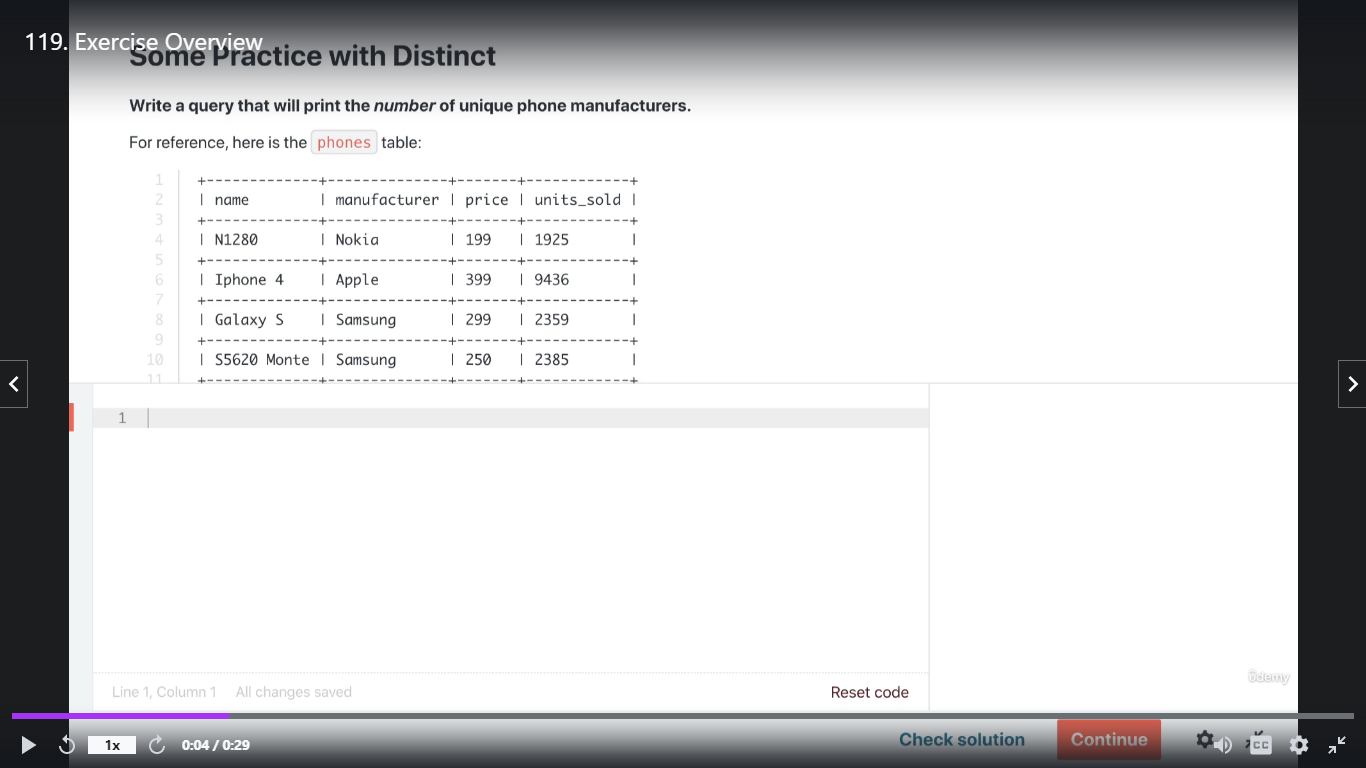 119. Exercise Overview
Some Practice with Distinct
Write a query that will print the number of unique phone manufacturers.
For reference, here is the phones table:
1 +-------------+--------------+-------+------------+
2 | name | manufacturer | price | units_sold |
3 +-------------+--------------+-------+------------+
4 | N1280 | Nokia | 199 | 1925 |
5 +-------------+--------------+-------+------------+
6 | Iphone 4 | Apple | 399 | 9436 |
7 +-------------+--------------+-------+------------+
8 | Galaxy S | Samsung | 299 | 2359 |
9 +-------------+--------------+-------+------------+
10 | S5620 Monte | Samsung | 250 | 2385 |
11 +-------------+--------------+-------+------------+
1
Line 1, Column 1 All changes saved Reset code
ûdemy
Check solution Continue
1x 0:04 / 0:29 CC